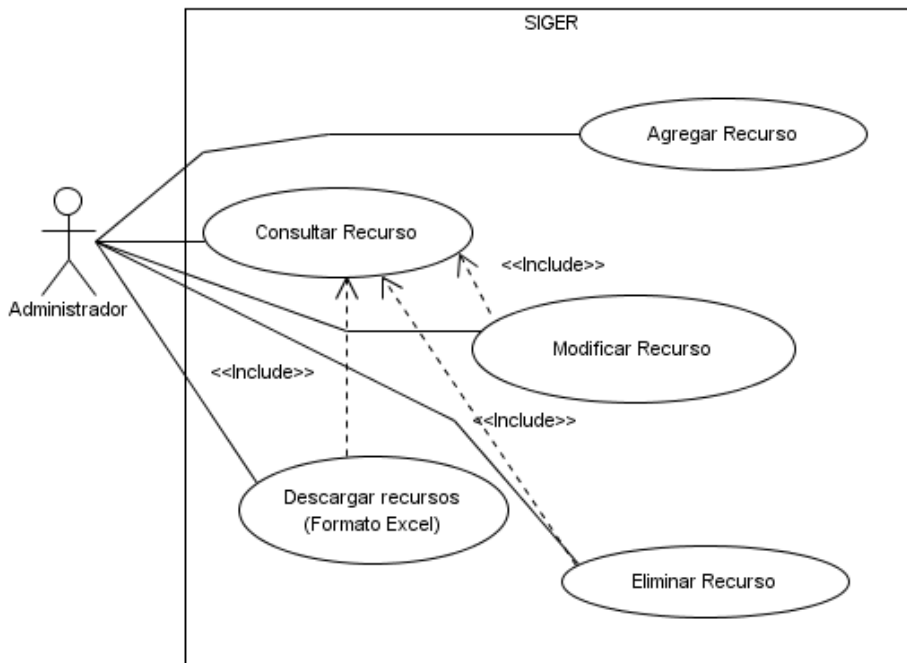 SIGER
Agregar Recurso
Consultar Recurso
<<Include>>
Administrador
Modificar Recurso
<<Include>>
<<Include>>
Descargar recursos
(Formato Excel)
Eliminar Recurso